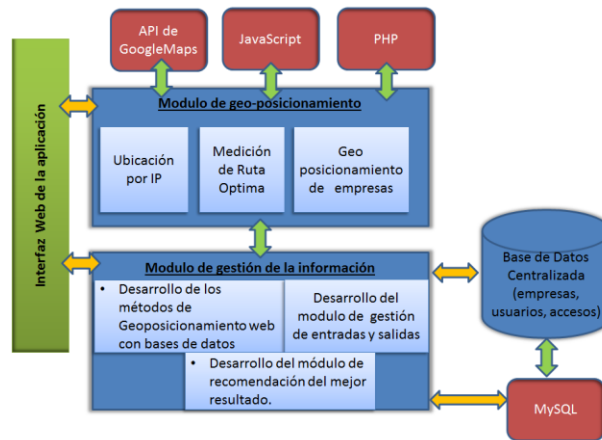 API de
GoogleMaps
JavaScript
PHP
Interfaz Web de la aplicación
Modulo de geo-posicionamiento
Ubicación
por IP
Medición
de Ruta
Optima
Geo
posicionamiento
de empresas
Modulo de gestión de la información
• Desarrollo de los
métodos de
Geoposicionamiento web
con bases de datos
Desarrollo del
modulo de gestión
de entradas y salidas
• Desarrollo del módulo de
recomendación del mejor
resultado.
Base de Datos
Centralizada
(empresas,
usuarios, accesos)
MySQL